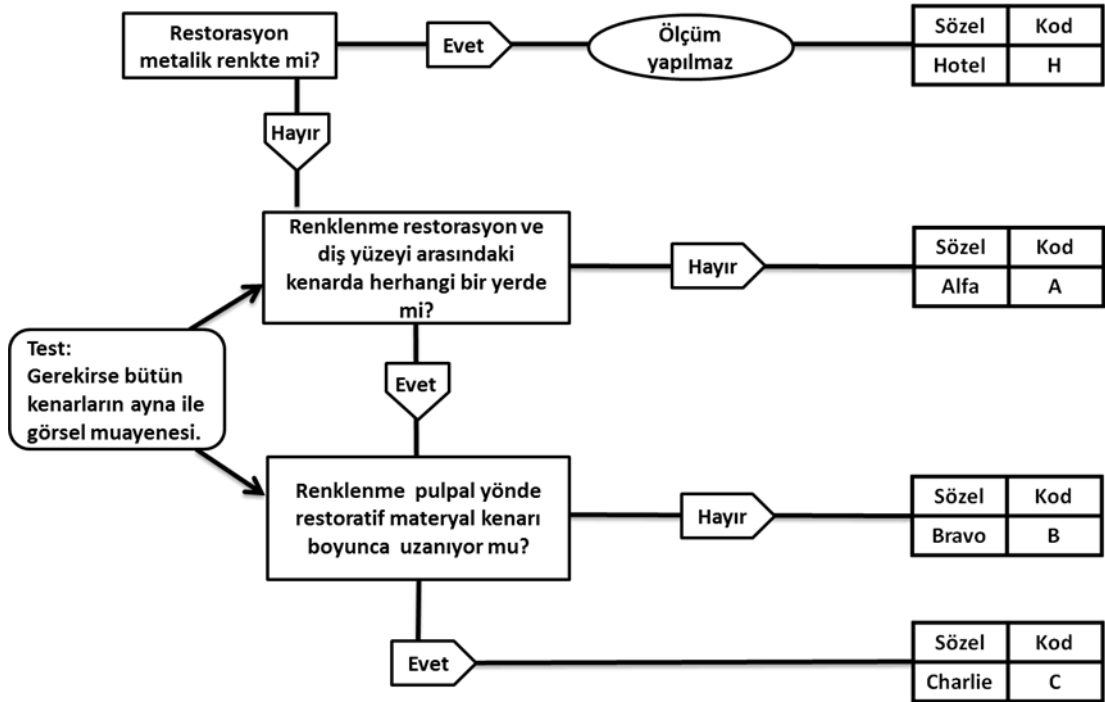 Restorasyon
metalik renkte mi?
Evet
Ölçüm
yapılmaz
Sözel Kod
Hotel H
Hayır
Renklenme restorasyon ve
diş yüzeyi arasındaki
kenarda herhangi bir yerde
mi?
Hayır
Sözel Kod
Alfa A
Test:
Gerekirse bütün
kenarların ayna ile
görsel muayenesi.
Evet
Renklenme pulpal yönde
restoratif materyal kenarı
boyunca uzanıyor mu?
Hayır
Sözel Kod
Bravo B
Evet
Sözel Kod
Charlie C